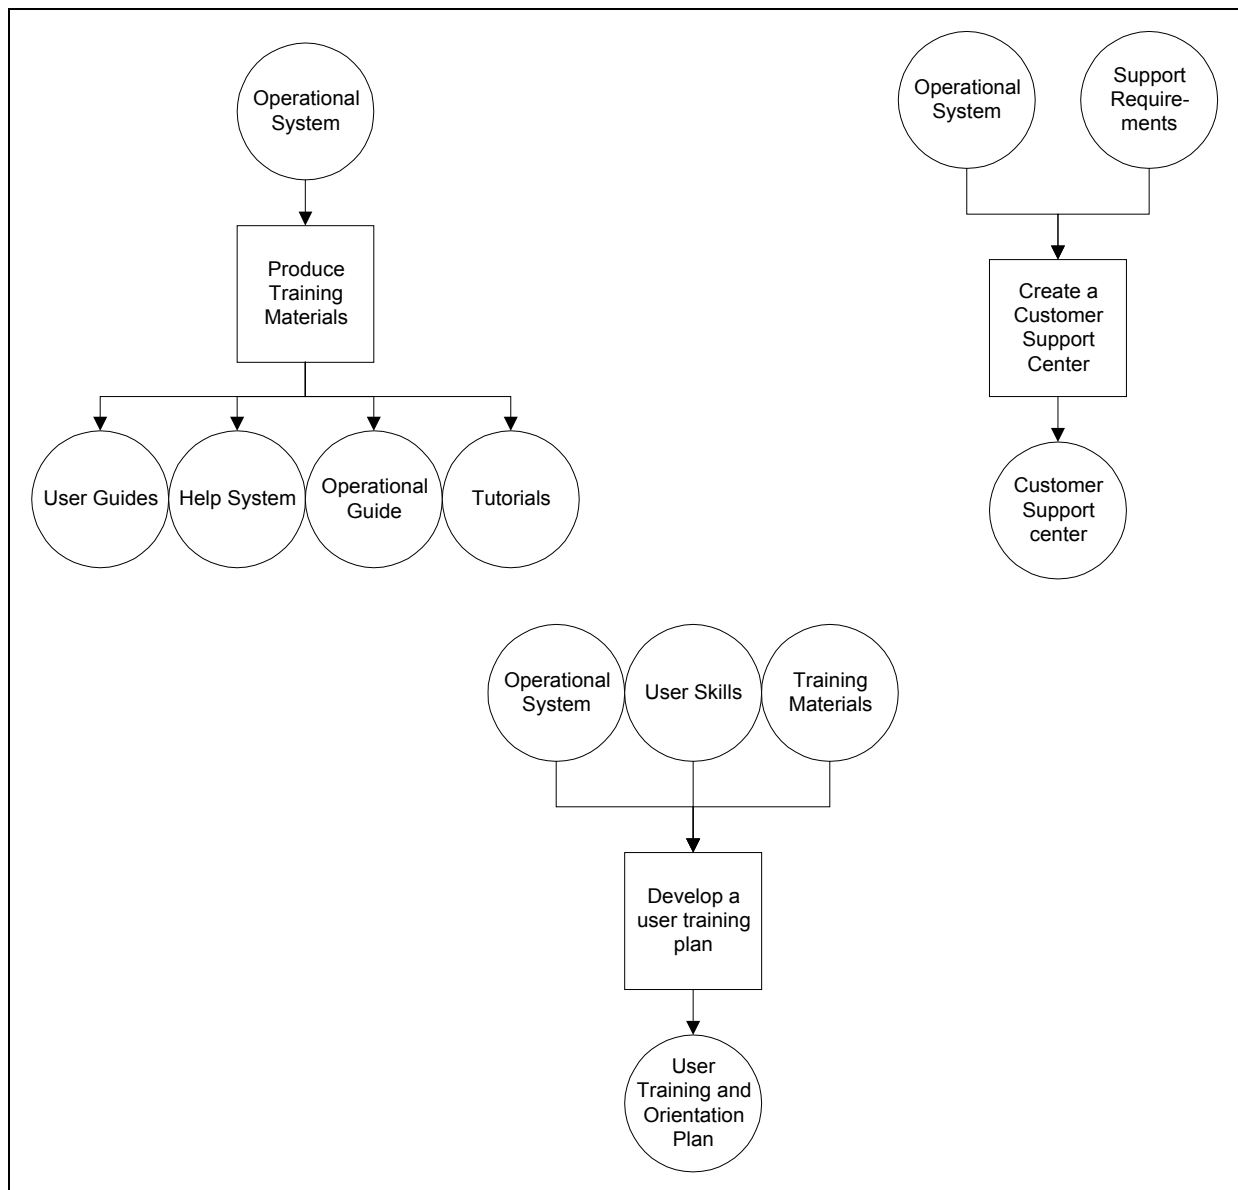 Operational
System
Produce
Training
Materials
User Guides
Help System
Operational
Guide
Tutorials
Operational
System
Support
Require-
ments
Create a
Customer
Support
Center
Customer
Support
center
Operational
System
User Skills
Training
Materials
Develop a
user training
plan
User
Training and
Orientation
Plan